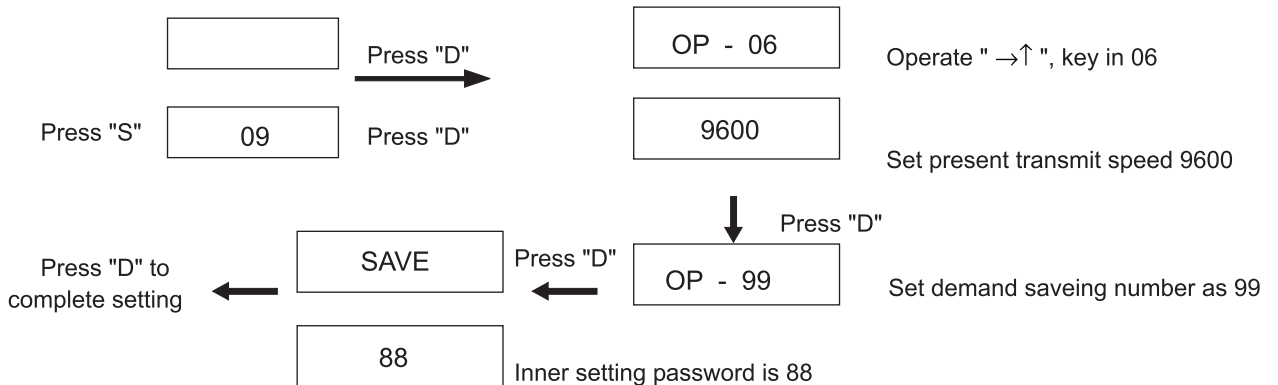 Press "D"
OP - 06
Operate " →↑ ", key in 06
Press "S"
09
Press "D"
9600
Set present transmit speed 9600
Press "D"
SAVE
Press "D"
OP - 99
Set demand saveing number as 99
Press "D" to
complete setting
88
Inner setting password is 88